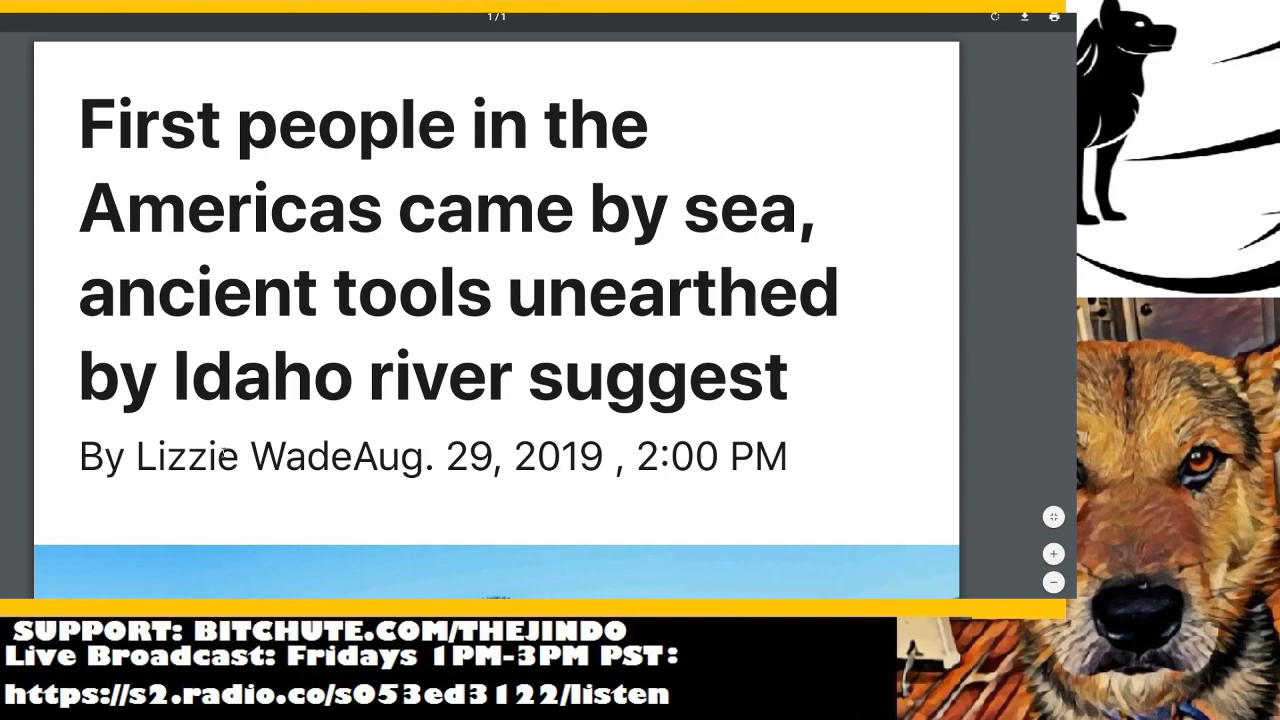 1/1
First people in the
Americas came by sea,
ancient tools unearthed
by Idaho river suggest
By Lizzie WadeAug. 29, 2019 , 2:00 PM
SUPPORT: BITCHUTE.COM/THEJINDO
Live Broadcast: Fridays 1PM-3PM PST:
https://s2.radio.co/s053ed3122/listen